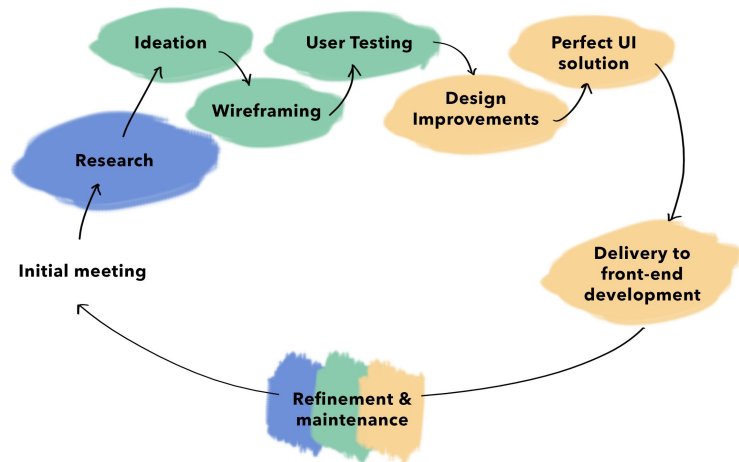 Ideation
User Testing
Perfect UI
solution
Wireframing
Design
Improvements
Research
Initial meeting
Delivery to
front-end
development
Refinement &
maintenance